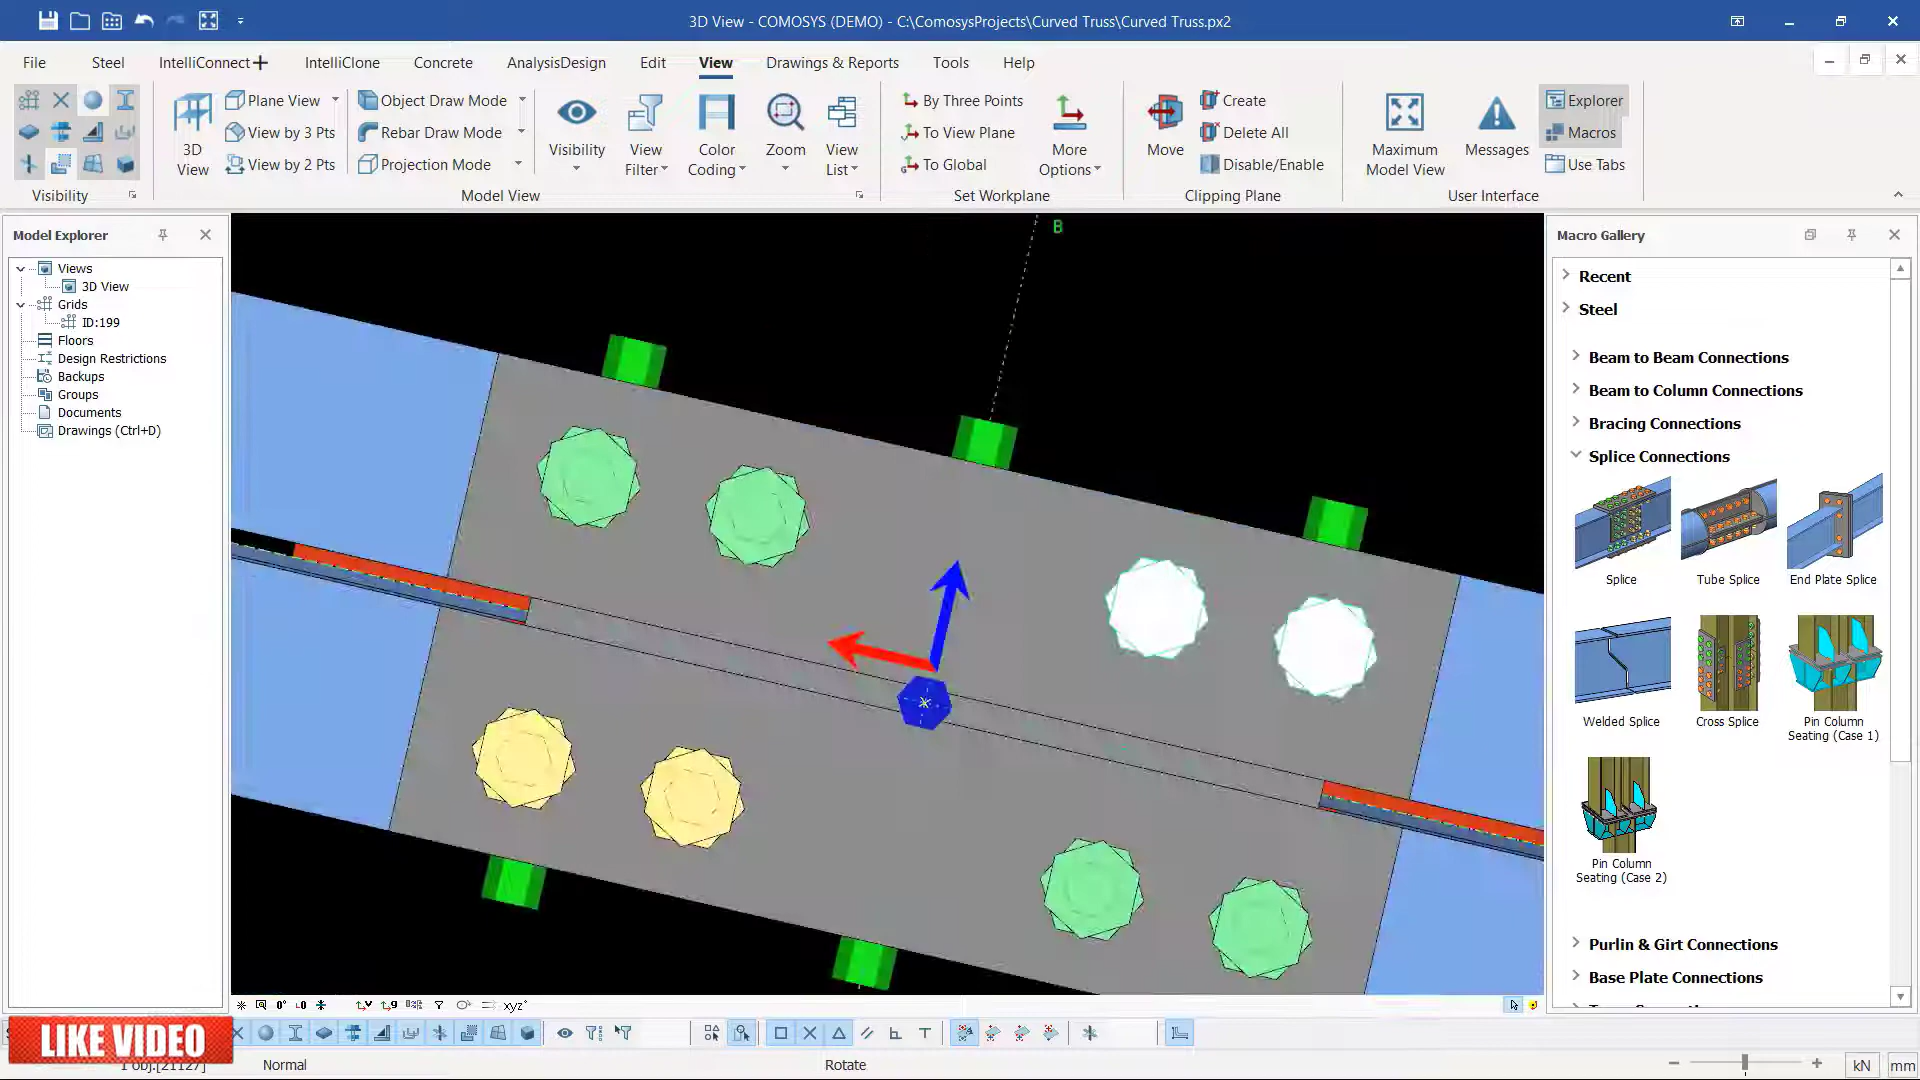 3D View - COMOSYS (DEMO) - C:\ComosysProjects\Curved Truss\Curved Truss.px2
File Steel IntelliConnect IntelliClone Concrete AnalysisDesign Edit View Drawings & Reports Tools Help
3D View
Plane View
View by 3 Pts
View by 2 Pts
Object Draw Mode
Rebar Draw Mode
Projection Mode
Visibility
View Filter
Color Coding
Zoom
View List
By Three Points
To View Plane
To Global
More Options
Move
Create
Delete All
Disable/Enable
Maximum Model View
Messages
Explorer
Macros
Use Tabs
Visibility
Model View
Set Workplane
Clipping Plane
User Interface
Model Explorer
Views
3D View
Grids
ID:199
Floors
Design Restrictions
Backups
Groups
Documents
Drawings (Ctrl+D)
B
Macro Gallery
Recent
Steel
Beam to Beam Connections
Beam to Column Connections
Bracing Connections
Splice Connections
Splice
Tube Splice
End Plate Splice
Welded Splice
Cross Splice
Pin Column
Seating (Case 1)
Pin Column
Seating (Case 2)
Purlin & Girt Connections
Base Plate Connections
xyz
LIKE VIDEO
1 obj.[21127]
Normal
Rotate
kN
mm